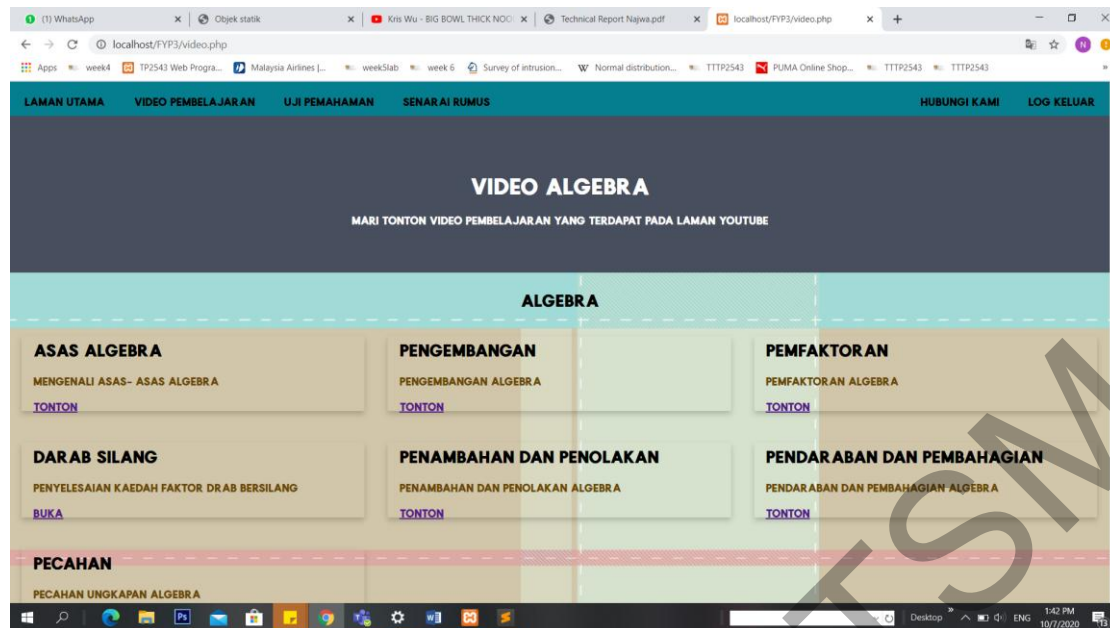 (1) WhatsApp
Objek statik
Kris Wu - BIG BOWL THICK NOO
Technical Report Najwa.pdf
localhost/FYP3/video.php
localhost/FYP3/video.php
N
Apps week4 TP2543 Web Progra... Malaysia Airlines |... week5lab week 6 Survey of intrusion... W Normal distribution... TTTP2543 PUMA Online Shop... TTTP2543 TTTP2543
LAMAN UTAMA VIDEO PEMBELAJARAN UJI PEMAHAMAN SENARAI RUMUS HUBUNGI KAMI LOG KELUAR
VIDEO ALGEBRA
MARI TONTON VIDEO PEMBELAJARAN YANG TERDAPAT PADA LAMAN YOUTUBE
ALGEBRA
ASAS ALGEBRA
MENGENALI ASAS- ASAS ALGEBRA
TONTON
PENGEMBANGAN
PENGEMBANGAN ALGEBRA
TONTON
PEMFAKTORAN
PEMFAKTORAN ALGEBRA
TONTON
DARAB SILANG
PENYELESAIAN KAEDAH FAKTOR DRAB BERSILANG
BUKA
PENAMBAHAN DAN PENOLAKAN
PENAMBAHAN DAN PENOLAKAN ALGEBRA
TONTON
PENDARABAN DAN PEMBAHAGIAN
PENDARABAN DAN PEMBAHAGIAN ALGEBRA
TONTON
PECAHAN
PECAHAN UNGKAPAN ALGEBRA
TSM
Ps
Desktop
ENG
1:42 PM
10/7/2020
13